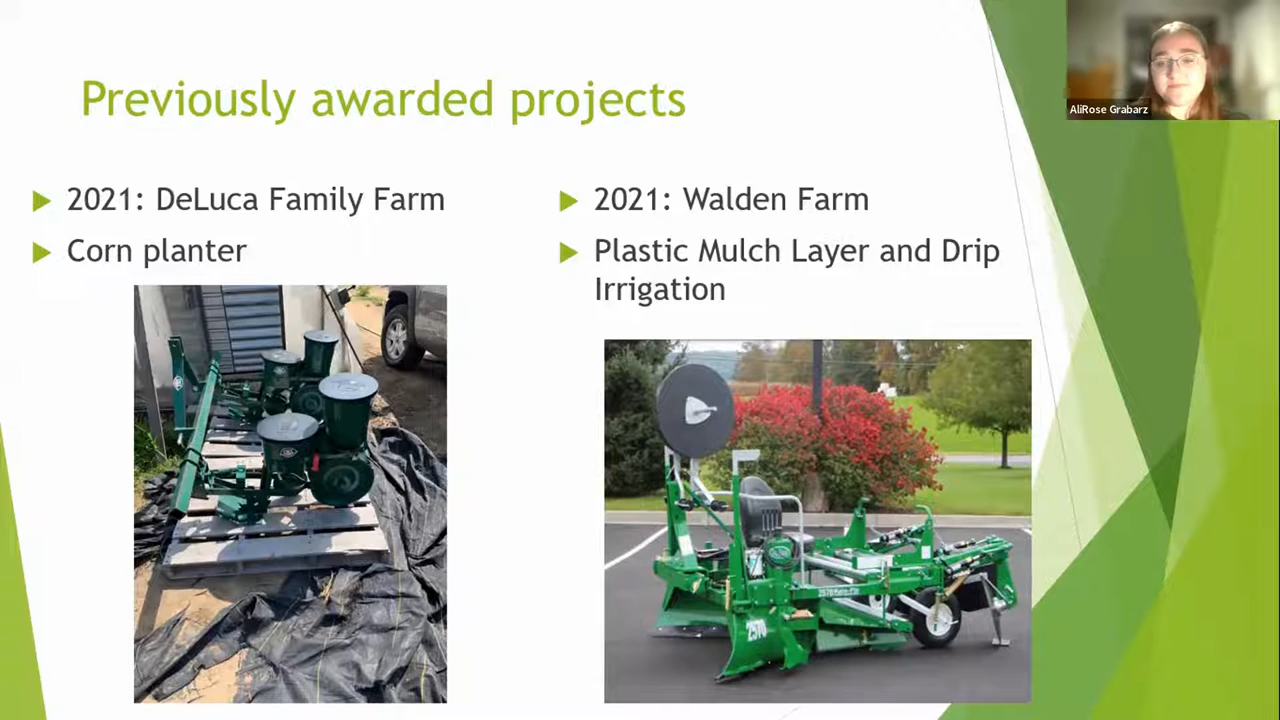 Previously awarded projects
AliRose Grabarz
2021: DeLuca Family Farm
Corn planter
2021: Walden Farm
Plastic Mulch Layer and Drip
Irrigation
2570